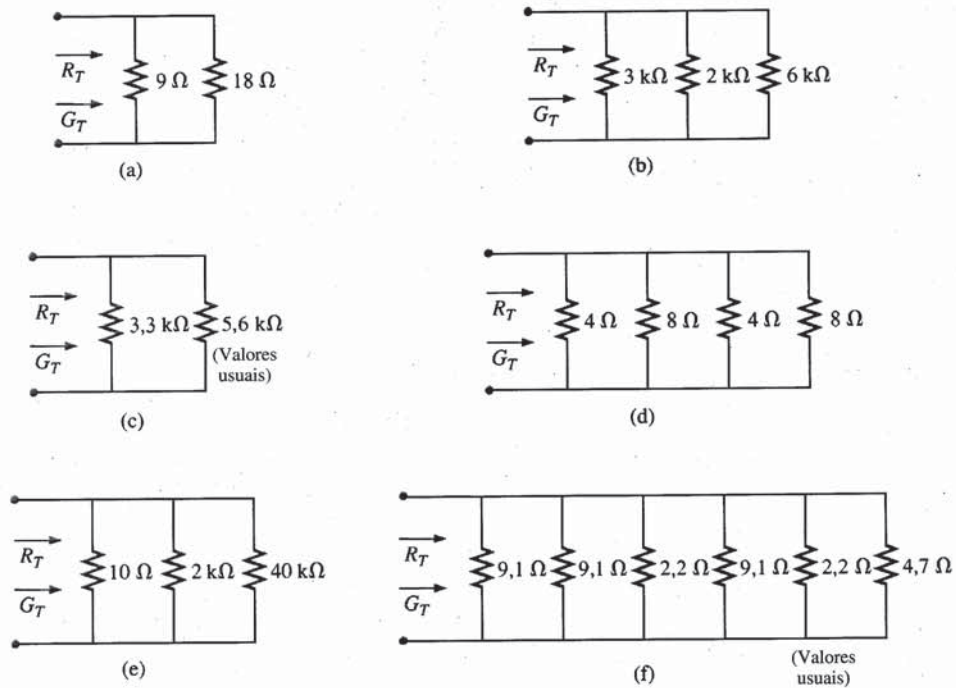 R_T
G_T
9 Ω
18 Ω
(a)
R_T
G_T
3 kΩ
2 kΩ
6 kΩ
(b)
R_T
G_T
3,3 kΩ
5,6 kΩ
(Valores
usuais)
(c)
R_T
G_T
4 Ω
8 Ω
4 Ω
8 Ω
(d)
R_T
G_T
10 Ω
2 kΩ
40 kΩ
(e)
R_T
G_T
9,1 Ω
9,1 Ω
2,2 Ω
9,1 Ω
2,2 Ω
4,7 Ω
(Valores
usuais)
(f)